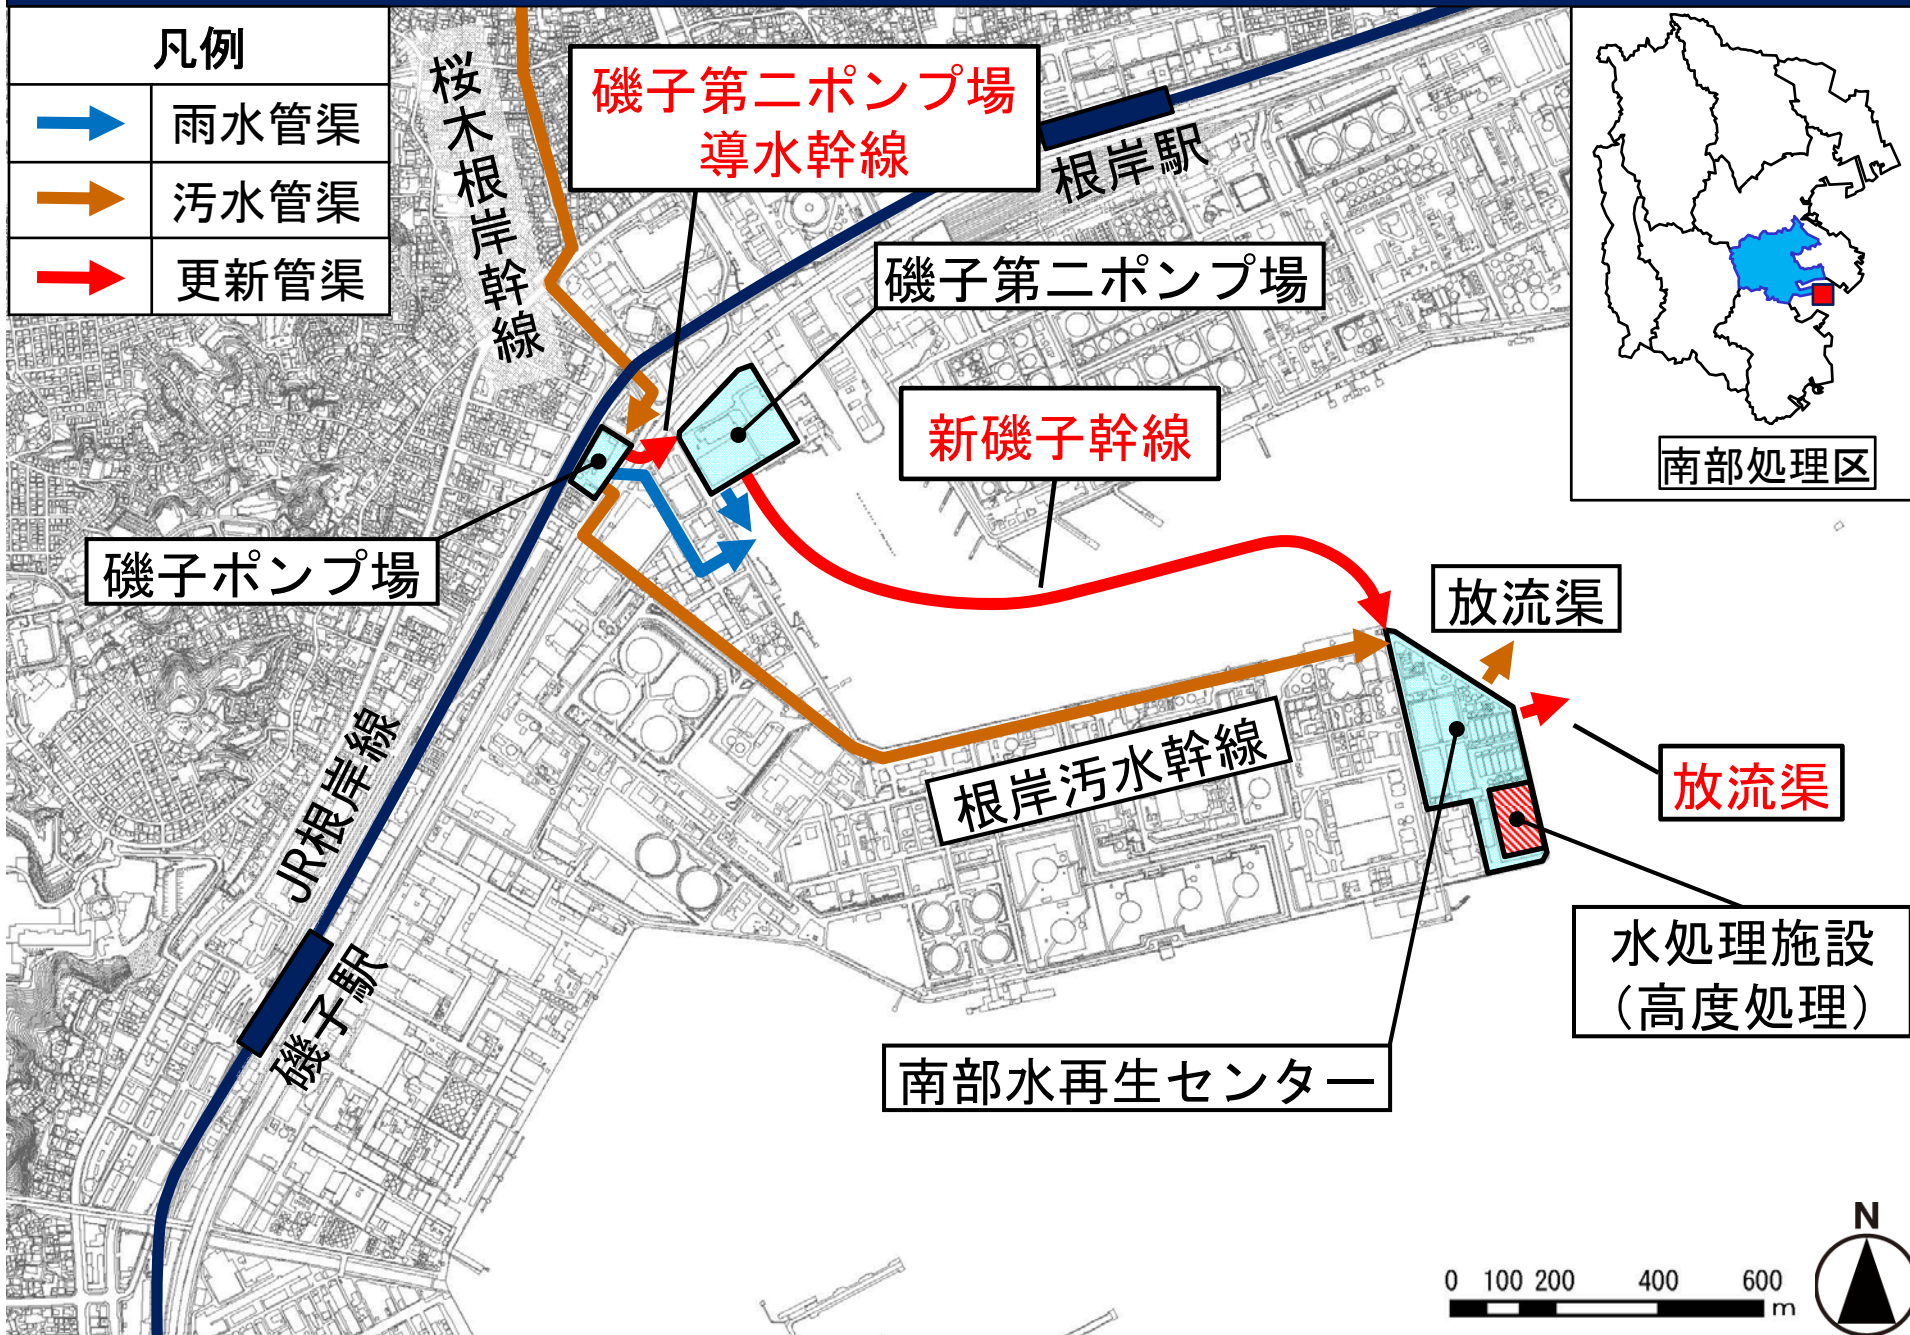 凡例
雨水管渠
汚水管渠
更新管渠
桜木根岸幹線
磯子第二ポンプ場
導水幹線
根岸駅
磯子第二ポンプ場
新磯子幹線
南部処理区
磯子ポンプ場
放流渠
放流渠
根岸汚水幹線
JR根岸線
磯子駅
水処理施設
（高度処理）
南部水再生センター
N
0 100 200 400 600
m